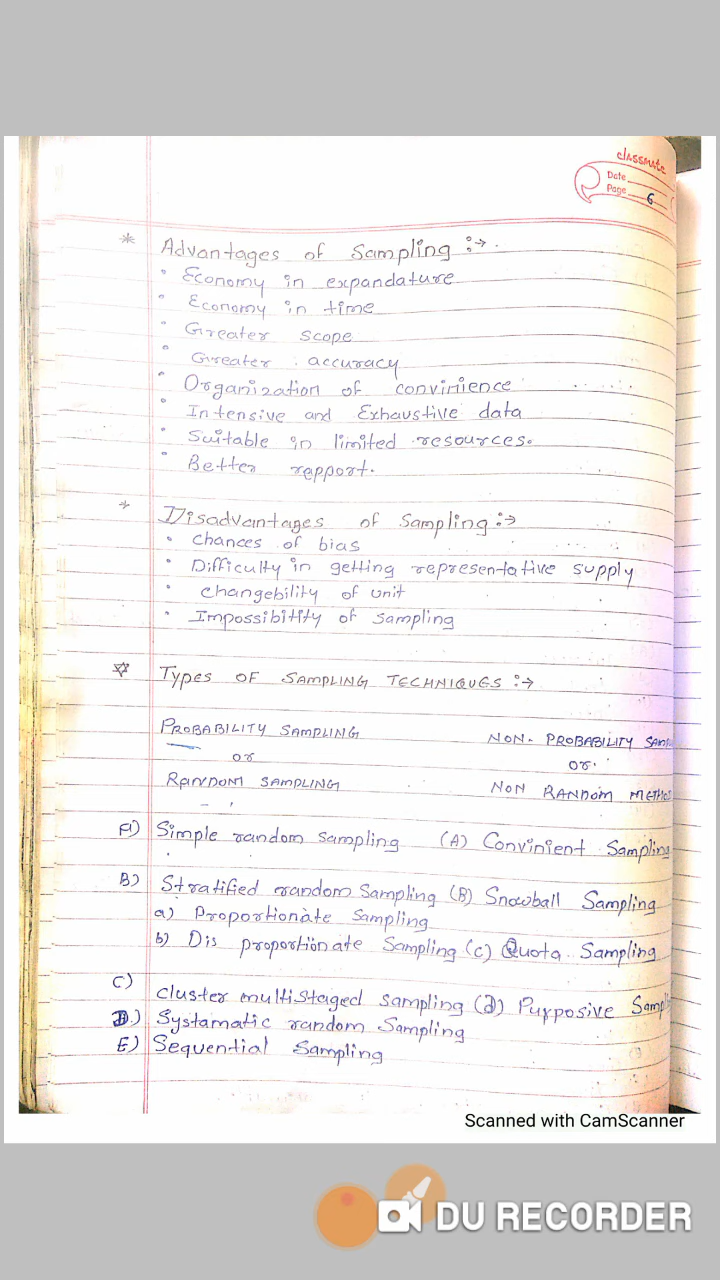 classmate
Date
Page 6
* Advantages of Sampling :→
• Economy in expandature
• Economy in time
• Greater scope
• Greater accuracy
• Organization of convirience
• Intensive and Exhaustive data
• Suitable in limited resources.
• Better repport.
* Disadvantages of Sampling :→
• chances of bias
• Difficulty in getting representative supply
• changebility of unit
• Impossibitity of sampling
* Types OF SAMPLING TECHNIQUES :→
PROBABILITY SAMPLING NON- PROBABILITY
or or.
RANDOM SAMPLING NON RANDOM
A) Simple random sampling (A) Convinient Sampling
B) Stratified random Sampling (B) Snowball Sampling
a) Proportionate Sampling
b) Dis proportionate Sampling (c) Quota Sampling
C) cluster multistaged sampling (d) Purposive
D.) Systamatic random Sampling
E) Sequential Sampling
Scanned with CamScanner
DU RECORDER